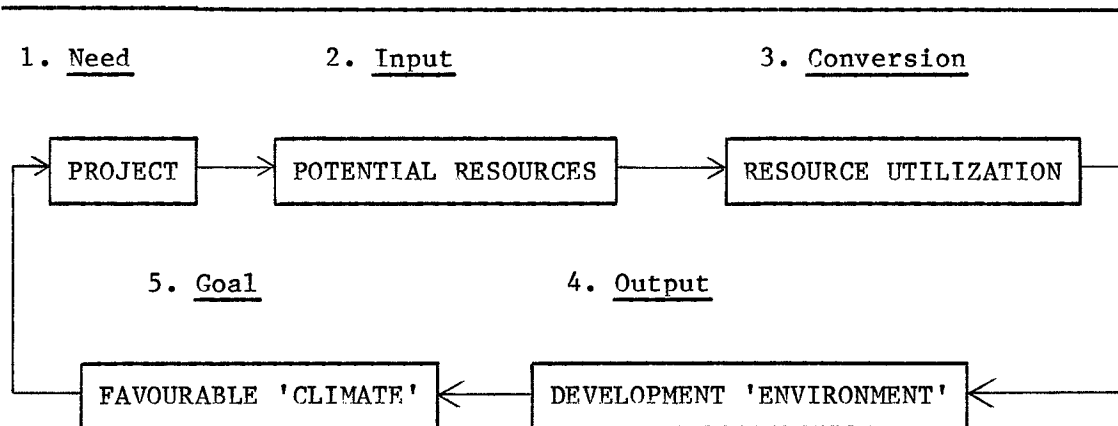 1. Need 2. Input 3. Conversion
PROJECT POTENTIAL RESOURCES RESOURCE UTILIZATION
5. Goal 4. Output
FAVOURABLE 'CLIMATE' DEVELOPMENT 'ENVIRONMENT'